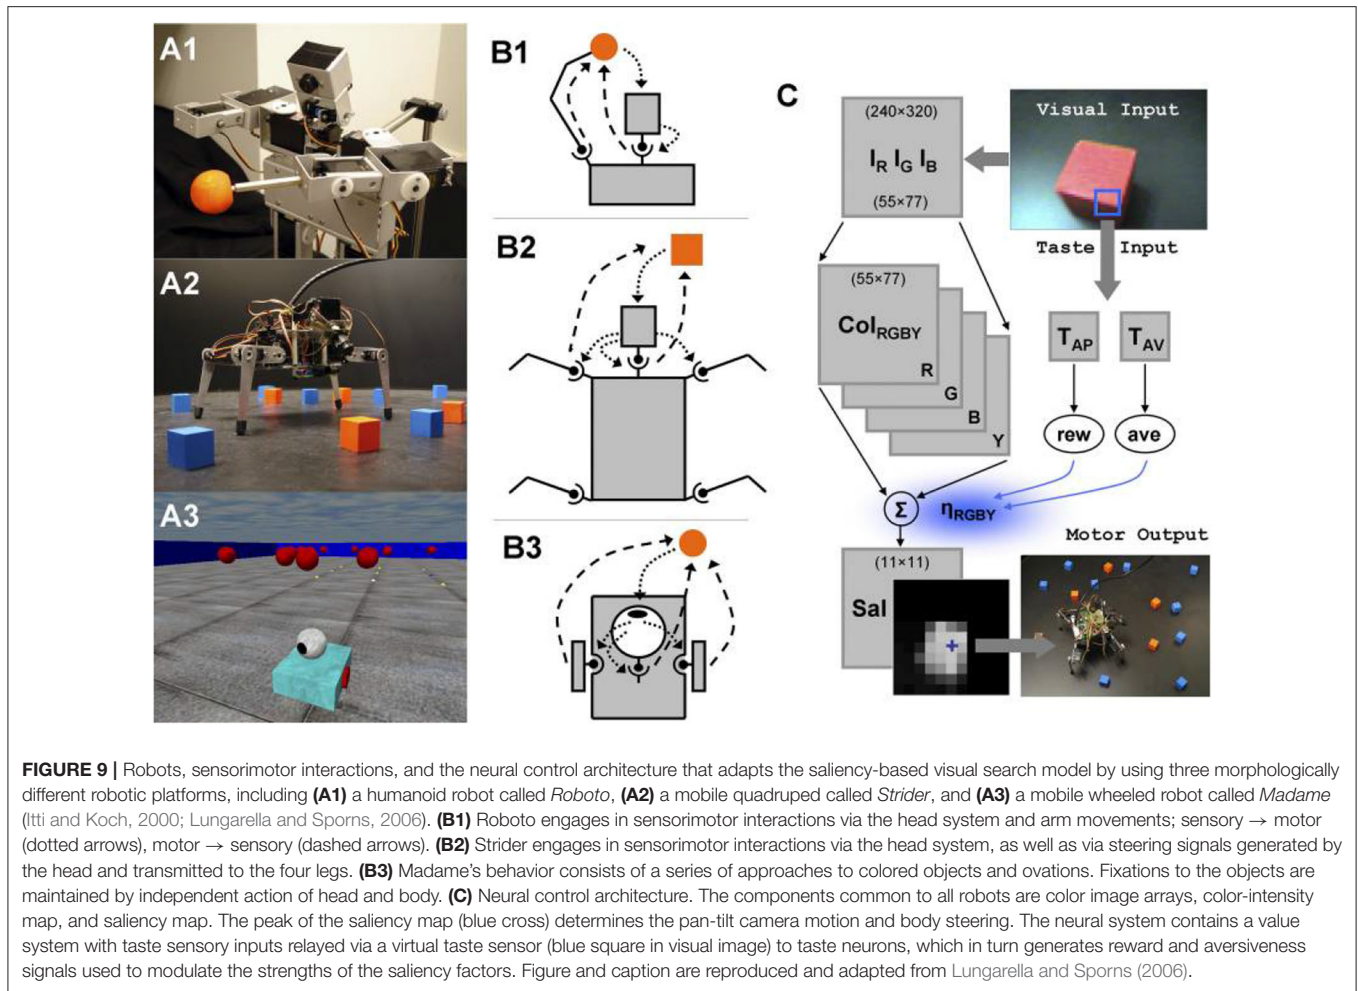 A1
B1
C
(240×320)
I_R I_G I_B
(55×77)
Visual Input
Taste Input
A2
B2
(55×77)
Col_RGBY
R
G
B
Y
T_AP
T_AV
rew
ave
Σ
η_RGBY
A3
B3
Motor Output
(11×11)
Sal
FIGURE 9 | Robots, sensorimotor interactions, and the neural control architecture that adapts the saliency-based visual search model by using three morphologically
different robotic platforms, including (A1) a humanoid robot called Roboto, (A2) a mobile quadruped called Strider, and (A3) a mobile wheeled robot called Madame
(Itti and Koch, 2000; Lungarella and Sporns, 2006). (B1) Roboto engages in sensorimotor interactions via the head system and arm movements; sensory → motor
(dotted arrows), motor → sensory (dashed arrows). (B2) Strider engages in sensorimotor interactions via the head system, as well as via steering signals generated by
the head and transmitted to the four legs. (B3) Madame's behavior consists of a series of approaches to colored objects and ovations. Fixations to the objects are
maintained by independent action of head and body. (C) Neural control architecture. The components common to all robots are color image arrays, color-intensity
map, and saliency map. The peak of the saliency map (blue cross) determines the pan-tilt camera motion and body steering. The neural system contains a value
system with taste sensory inputs relayed via a virtual taste sensor (blue square in visual image) to taste neurons, which in turn generates reward and aversiveness
signals used to modulate the strengths of the saliency factors. Figure and caption are reproduced and adapted from Lungarella and Sporns (2006).